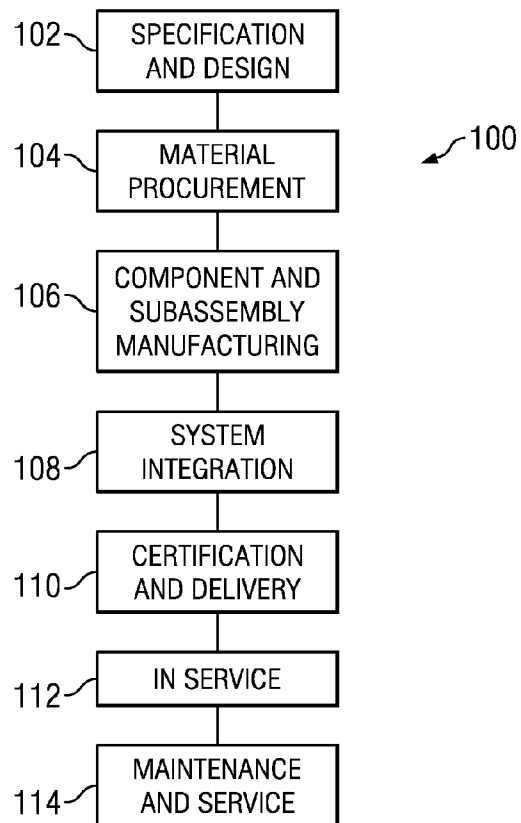 102
SPECIFICATION
AND DESIGN
100
104
MATERIAL
PROCUREMENT
106
COMPONENT AND
SUBASSEMBLY
MANUFACTURING
108
SYSTEM
INTEGRATION
110
CERTIFICATION
AND DELIVERY
112
IN SERVICE
114
MAINTENANCE
AND SERVICE